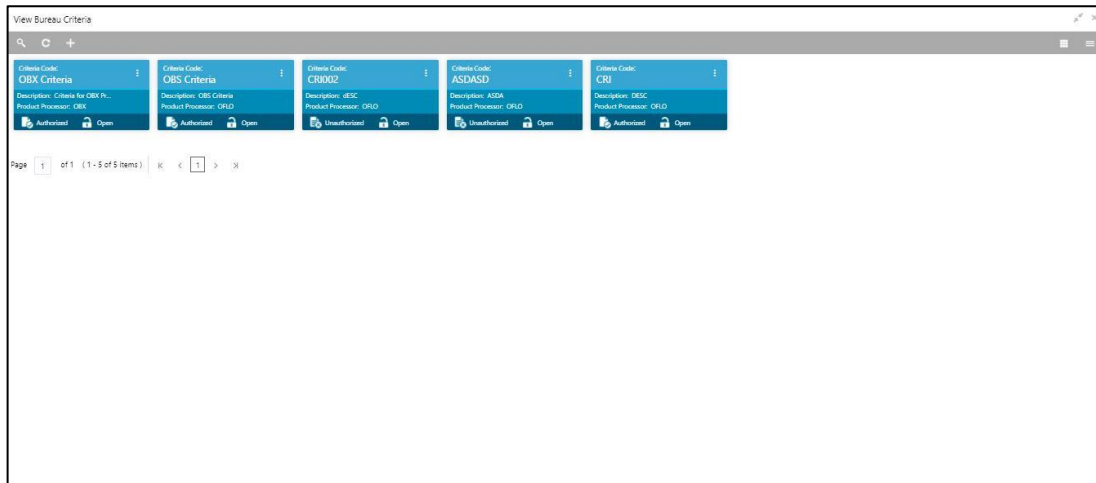 View Bureau Criteria
Criteria Code:
OBX Criteria
Description: Criteria for OBX Pr...
Product Processor: OBX
Authorized Open
Criteria Code:
OBS Criteria
Description: OBS Criteria
Product Processor: OFLO
Authorized Open
Criteria Code:
CRI002
Description: dESC
Product Processor: OFLO
Unauthorized Open
Criteria Code:
ASDASD
Description: ASDA
Product Processor: OFLO
Unauthorized Open
Criteria Code:
CRI
Description: DESC
Product Processor: OFLO
Authorized Open
Page 1 of 1 ( 1 - 5 of 5 items ) 1